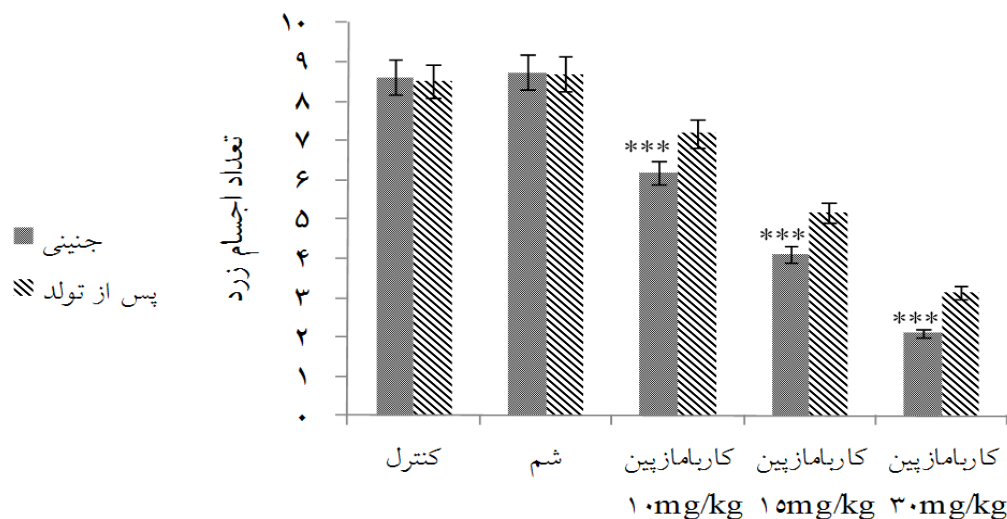 ۱۰
۹
۸
۷
۶
۵
۴
۳
۲
۱
۰
تعداد اجسام زرد
جنینی
پس از تولد
***
***
***
کنترل
شم
کاربامازپین
۱۰mg/kg
کاربامازپین
۱۵mg/kg
کاربامازپین
۳۰mg/kg